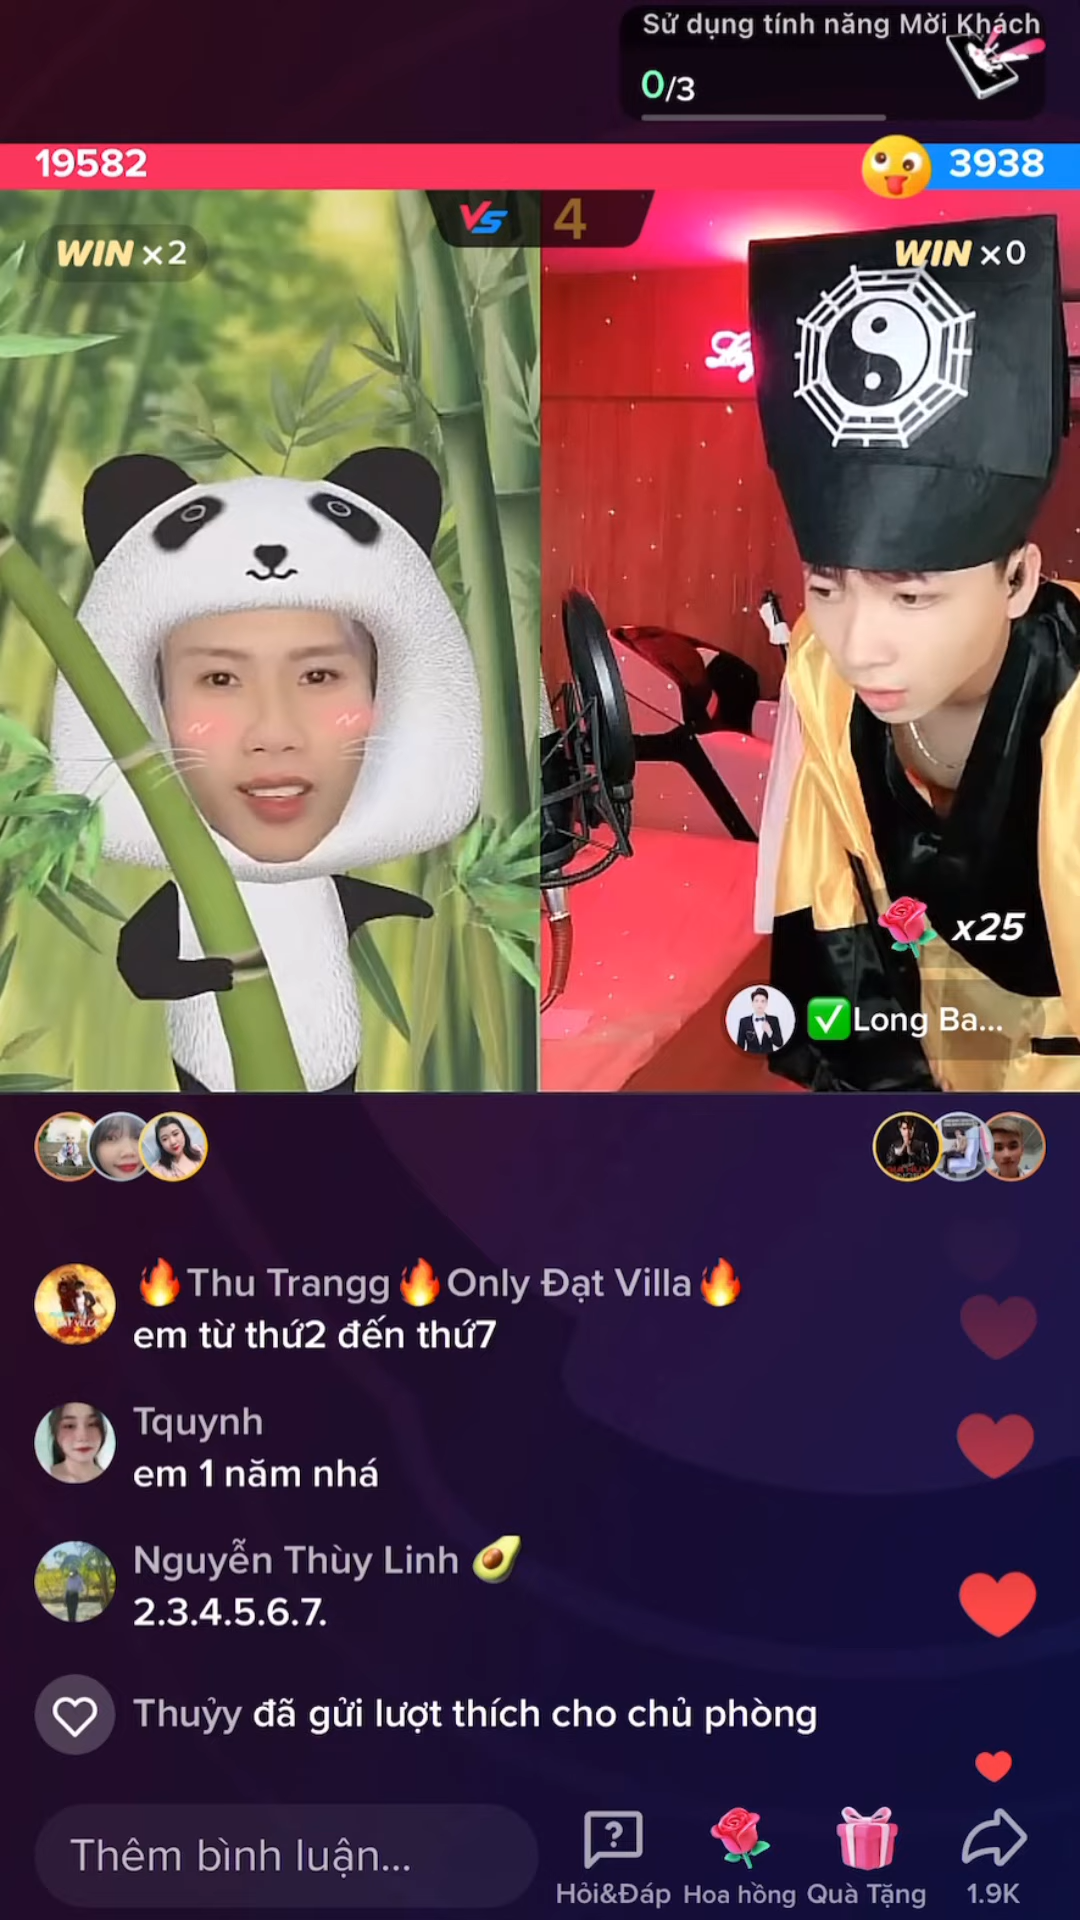 Sử dụng tính năng Mời Khách
0/3
19582
3938
VS 4
WIN x2
WIN x0
x25
Long Ba...
Thu Trangg Only Đạt Villa
em từ thứ2 đến thứ7
Tquynh
em 1 năm nhá
Nguyễn Thùy Linh
2.3.4.5.6.7.
Thuỷy đã gửi lượt thích cho chủ phòng
Thêm bình luận...
Hỏi&Đáp
Hoa hồng
Quà Tặng
1.9K